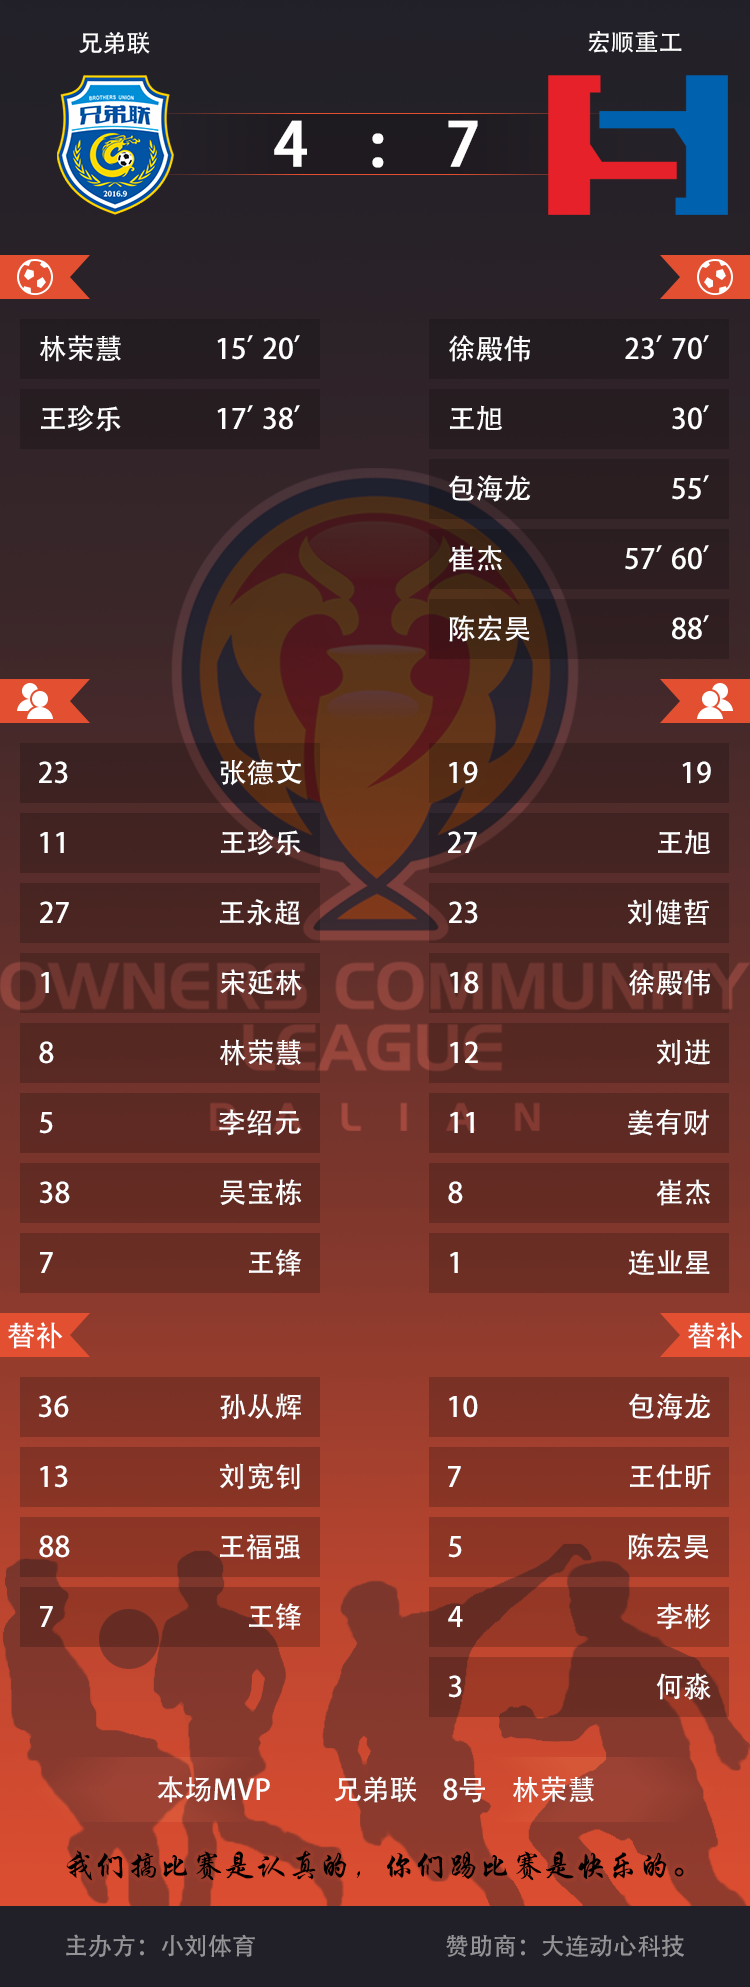 兄弟联 宏顺重工
BROTHERS UNION
兄弟联
2016.9
4 : 7
林荣慧 15′ 20′ 徐殿伟 23′ 70′
王珍乐 17′ 38′ 王旭 30′
包海龙 55′
崔杰 57′ 60′
陈宏昊 88′
23 张德文 19 19
11 王珍乐 27 王旭
27 王永超 23 刘健哲
1 宋延林 18 徐殿伟
OWNERS COMMUNITY
8 林荣慧 12 刘进
LEAGUE
5 李绍元 11 姜有财
DALIAN
38 吴宝栋 8 崔杰
7 王锋 1 连业星
替补 替补
36 孙从辉 10 包海龙
13 刘宽钊 7 王仕昕
88 王福强 5 陈宏昊
7 王锋 4 李彬
3 何淼
本场MVP 兄弟联 8号 林荣慧
我们搞比赛是认真的，你们踢比赛是快乐的。
主办方：小刘体育 赞助商：大连动心科技